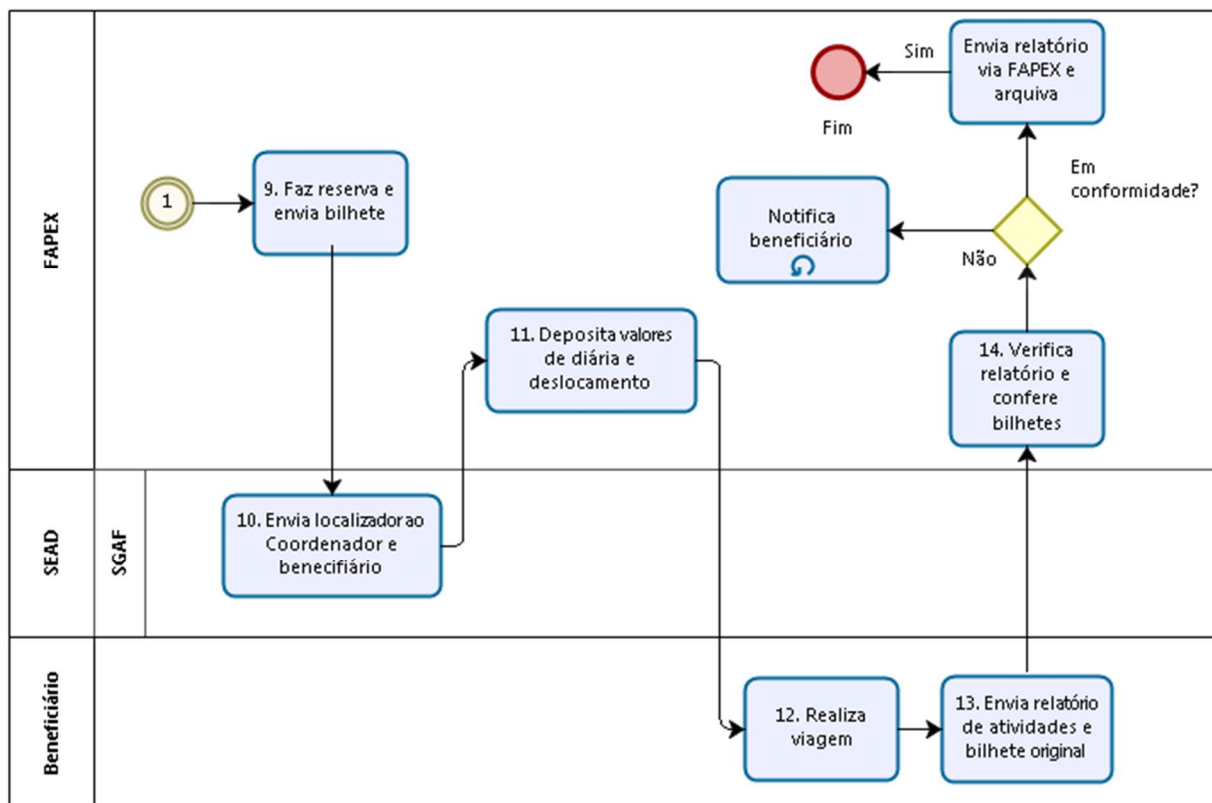 FAPEX
1
9. Faz reserva e
envia bilhete
11. Deposita valores
de diária e
deslocamento
Fim
Sim
Envia relatório
via FAPEX e
arquiva
Em
conformidade?
Não
Notifica
beneficiário
14. Verifica
relatório e
confere
bilhetes
SEAD
SGAF
10. Envia localizador ao
Coordenador e
benecifiário
Beneficiário
12. Realiza
viagem
13. Envia relatório
de atividades e
bilhete original